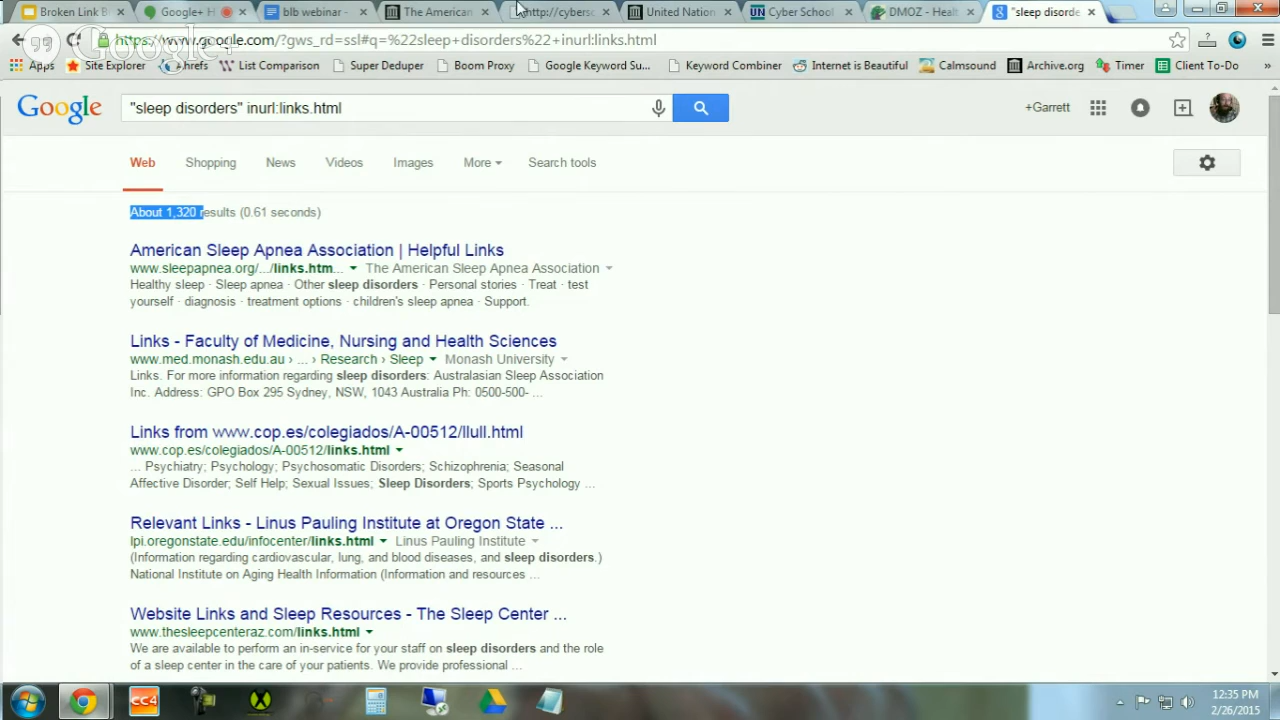 Broken Link B
Google+ H
blb webinar -
The American
http://cybersc
United Nation
Cyber School
DMOZ - Heal
"sleep disorde
https://www.google.com/?gws_rd=ssl#q=%22sleep+disorders%22+inurl:links.html
Google+
Apps
Site Explorer
hrefs
List Comparison
Super Deduper
Boom Proxy
Google Keyword Su...
Keyword Combiner
Internet is Beautiful
Calmsound
Archive.org
Timer
Client To-Do
»
Google
"sleep disorders" inurl:links.html
+Garrett
Web
Shopping
News
Videos
Images
More
Search tools
About 1,320 results (0.61 seconds)
American Sleep Apnea Association | Helpful Links
www.sleepapnea.org/.../links.htm... The American Sleep Apnea Association
Healthy sleep · Sleep apnea · Other sleep disorders · Personal stories · Treat · test
yourself · diagnosis · treatment options · children's sleep apnea · Support.
Links - Faculty of Medicine, Nursing and Health Sciences
www.med.monash.edu.au › ... › Research › Sleep Monash University
Links. For more information regarding sleep disorders: Australasian Sleep Association
Inc. Address: GPO Box 295 Sydney, NSW, 1043 Australia Ph: 0500-500- ...
Links from www.cop.es/colegiados/A-00512/llull.html
www.cop.es/colegiados/A-00512/links.html
... Psychiatry; Psychology; Psychosomatic Disorders; Schizophrenia; Seasonal
Affective Disorder; Self Help; Sexual Issues; Sleep Disorders; Sports Psychology ...
Relevant Links - Linus Pauling Institute at Oregon State ...
lpi.oregonstate.edu/infocenter/links.html Linus Pauling Institute
(Information regarding cardiovascular, lung, and blood diseases, and sleep disorders.)
National Institute on Aging Health Information (Information and resources ...
Website Links and Sleep Resources - The Sleep Center ...
www.thesleepcenteraz.com/links.html
We are available to perform an in-service for your staff on sleep disorders and the role
of a sleep center in the care of your patients. We provide professional ...
CC4
12:35 PM
2/26/2015